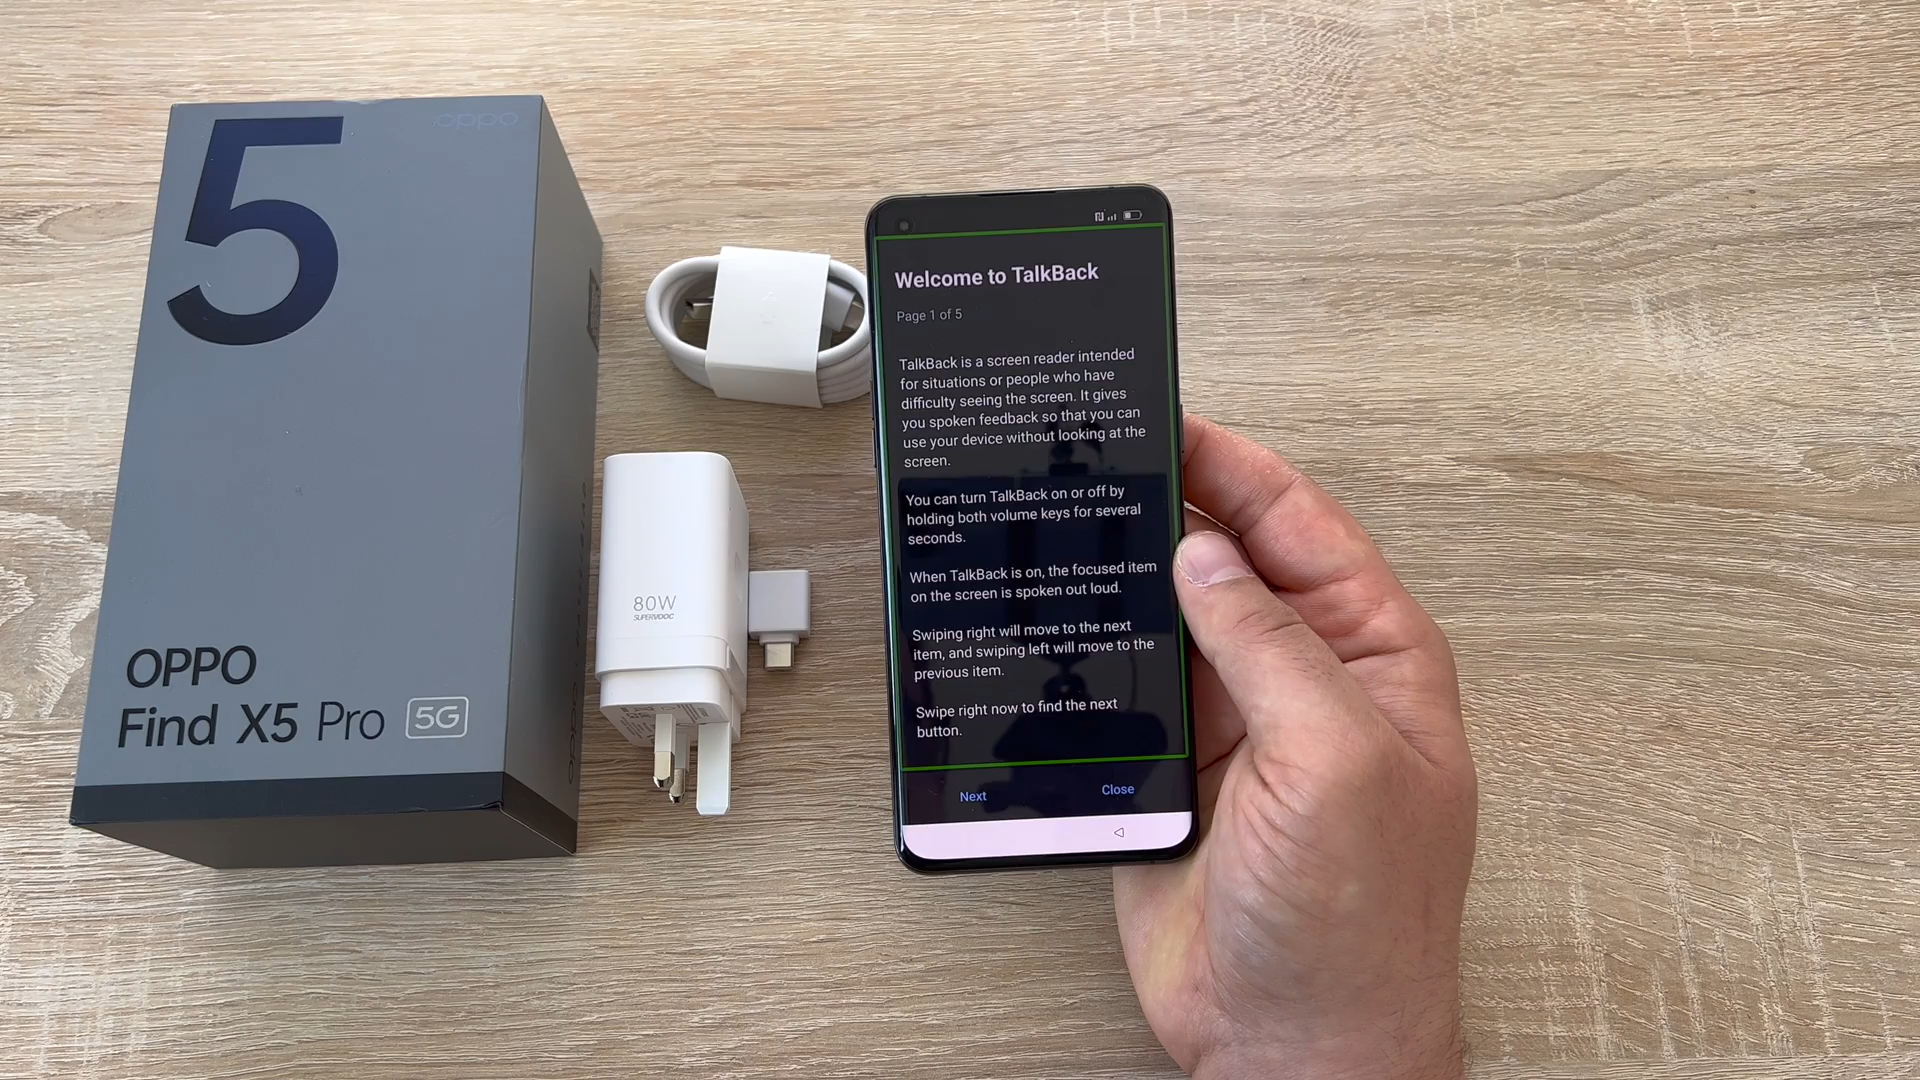 5
oppo
OPPO
Find X5 Pro 5G
80W
SUPERVOOC
Welcome to TalkBack
Page 1 of 5
TalkBack is a screen reader intended
for situations or people who have
difficulty seeing the screen. It gives
you spoken feedback so that you can
use your device without looking at the
screen.
You can turn TalkBack on or off by
holding both volume keys for several
seconds.
When TalkBack is on, the focused item
on the screen is spoken out loud.
Swiping right will move to the next
item, and swiping left will move to the
previous item.
Swipe right now to find the next
button.
Next
Close